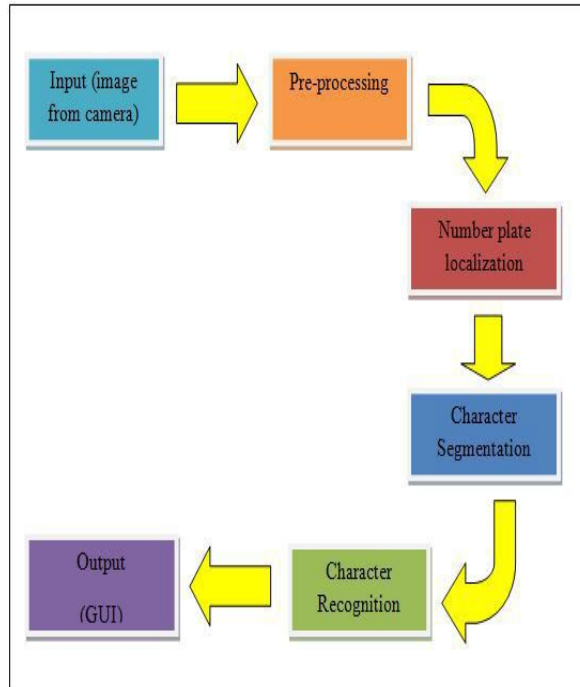 Input (image
from camera)
Pre-processing
Number plate
localization
Character
Segmentation
Character
Recognition
Output
(GUI)